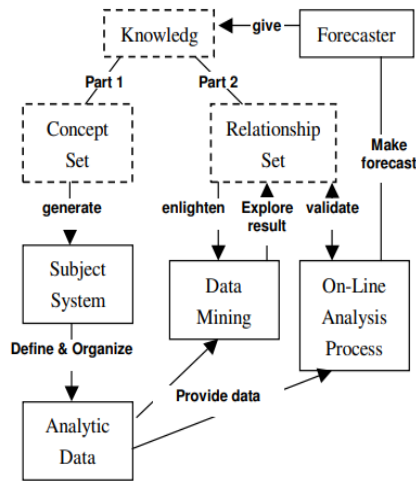 Knowledg
give
Forecaster
Part 1
Part 2
Concept
Set
Relationship
Set
Make
forecast
generate
enlighten
Explore
result
validate
Subject
System
Data
Mining
On-Line
Analysis
Process
Define & Organize
Provide data
Analytic
Data